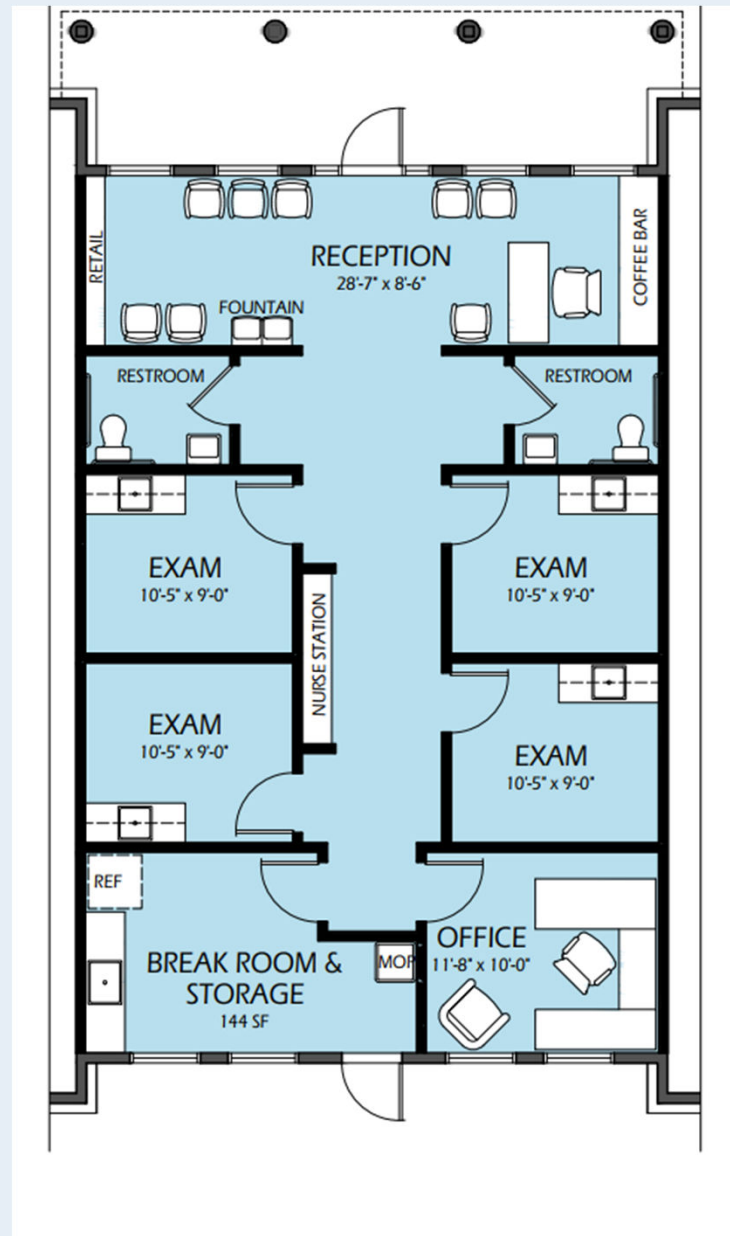 RETAIL
RECEPTION
28'-7" x 8'-6"
COFFEE BAR
FOUNTAIN
RESTROOM
RESTROOM
EXAM
10'-5" x 9'-0"
EXAM
10'-5" x 9'-0"
NURSE STATION
EXAM
10'-5" x 9'-0"
EXAM
10'-5" x 9'-0"
REF
BREAK ROOM &
STORAGE
144 SF
MOP
OFFICE
11'-8" x 10'-0"